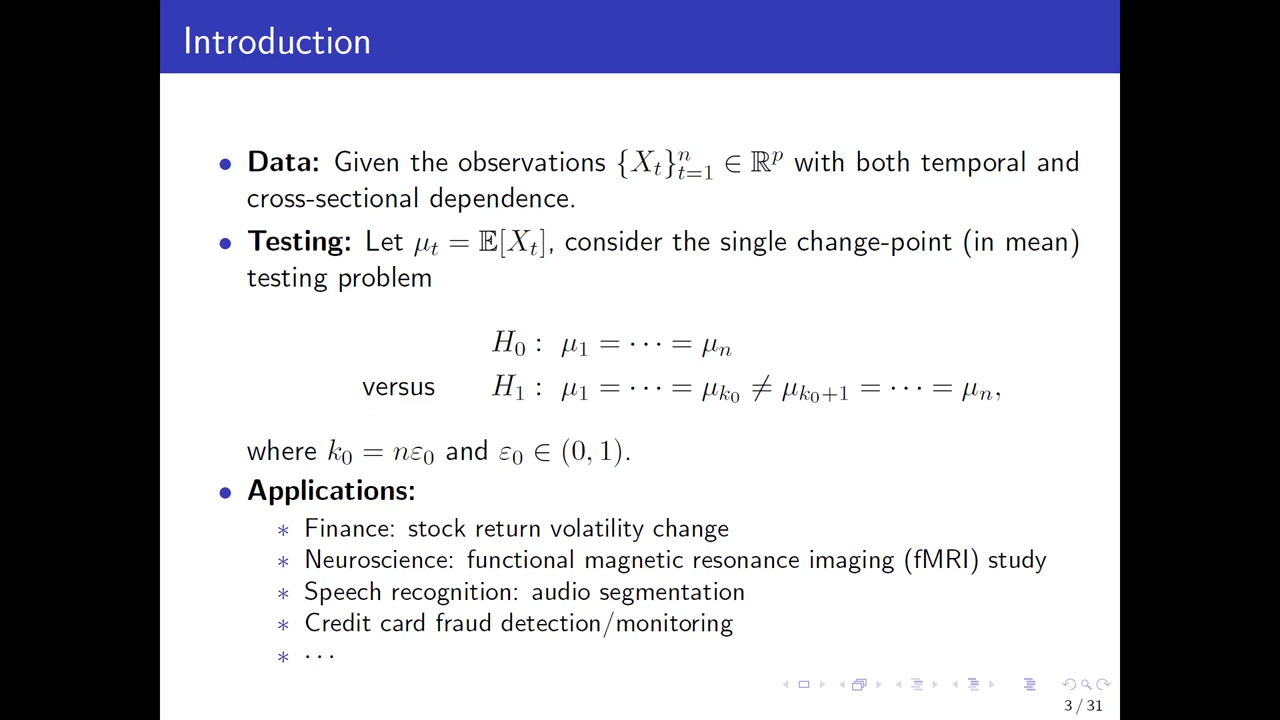 Introduction
• Data: Given the observations {X_t}_{t=1}^n ∈ ℝ^p with both temporal and
cross-sectional dependence.
• Testing: Let μ_t = 𝔼[X_t], consider the single change-point (in mean)
testing problem
H_0 : μ_1 = · · · = μ_n
versus H_1 : μ_1 = · · · = μ_{k_0} ≠ μ_{k_0+1} = · · · = μ_n,
where k_0 = nε_0 and ε_0 ∈ (0, 1).
• Applications:
∗ Finance: stock return volatility change
∗ Neuroscience: functional magnetic resonance imaging (fMRI) study
∗ Speech recognition: audio segmentation
∗ Credit card fraud detection/monitoring
∗ · · ·
3 / 31